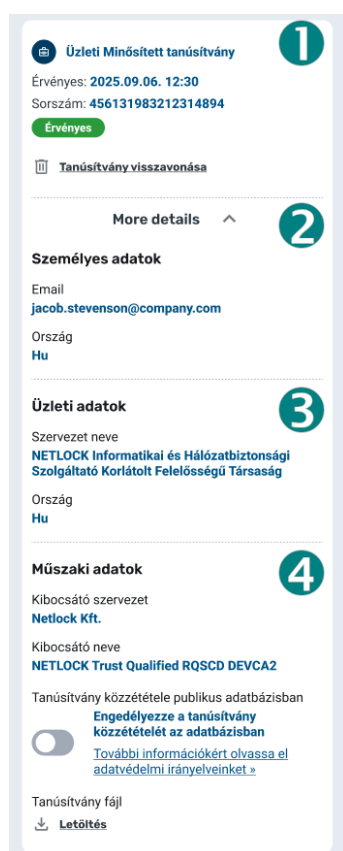 Üzleti Minősített tanúsítvány
1
Érvényes: 2025.09.06. 12:30
Sorszám: 456131983212314894
Érvényes
Tanúsítvány visszavonása
More details
2
Személyes adatok
Email
jacob.stevenson@company.com
Ország
Hu
Üzleti adatok
3
Szervezet neve
NETLOCK Informatikai és Hálózatbiztonsági
Szolgáltató Korlátolt Felelősségű Társaság
Ország
Hu
Műszaki adatok
4
Kibocsátó szervezet
Netlock Kft.
Kibocsátó neve
NETLOCK Trust Qualified RQSCD DEVCA2
Tanúsítvány közzététele publikus adatbázisban
Engedélyezze a tanúsítvány
közzétételét az adatbázisban
További információkért olvassa el
adatvédelmi irányelveinket »
Tanúsítvány fájl
Letöltés